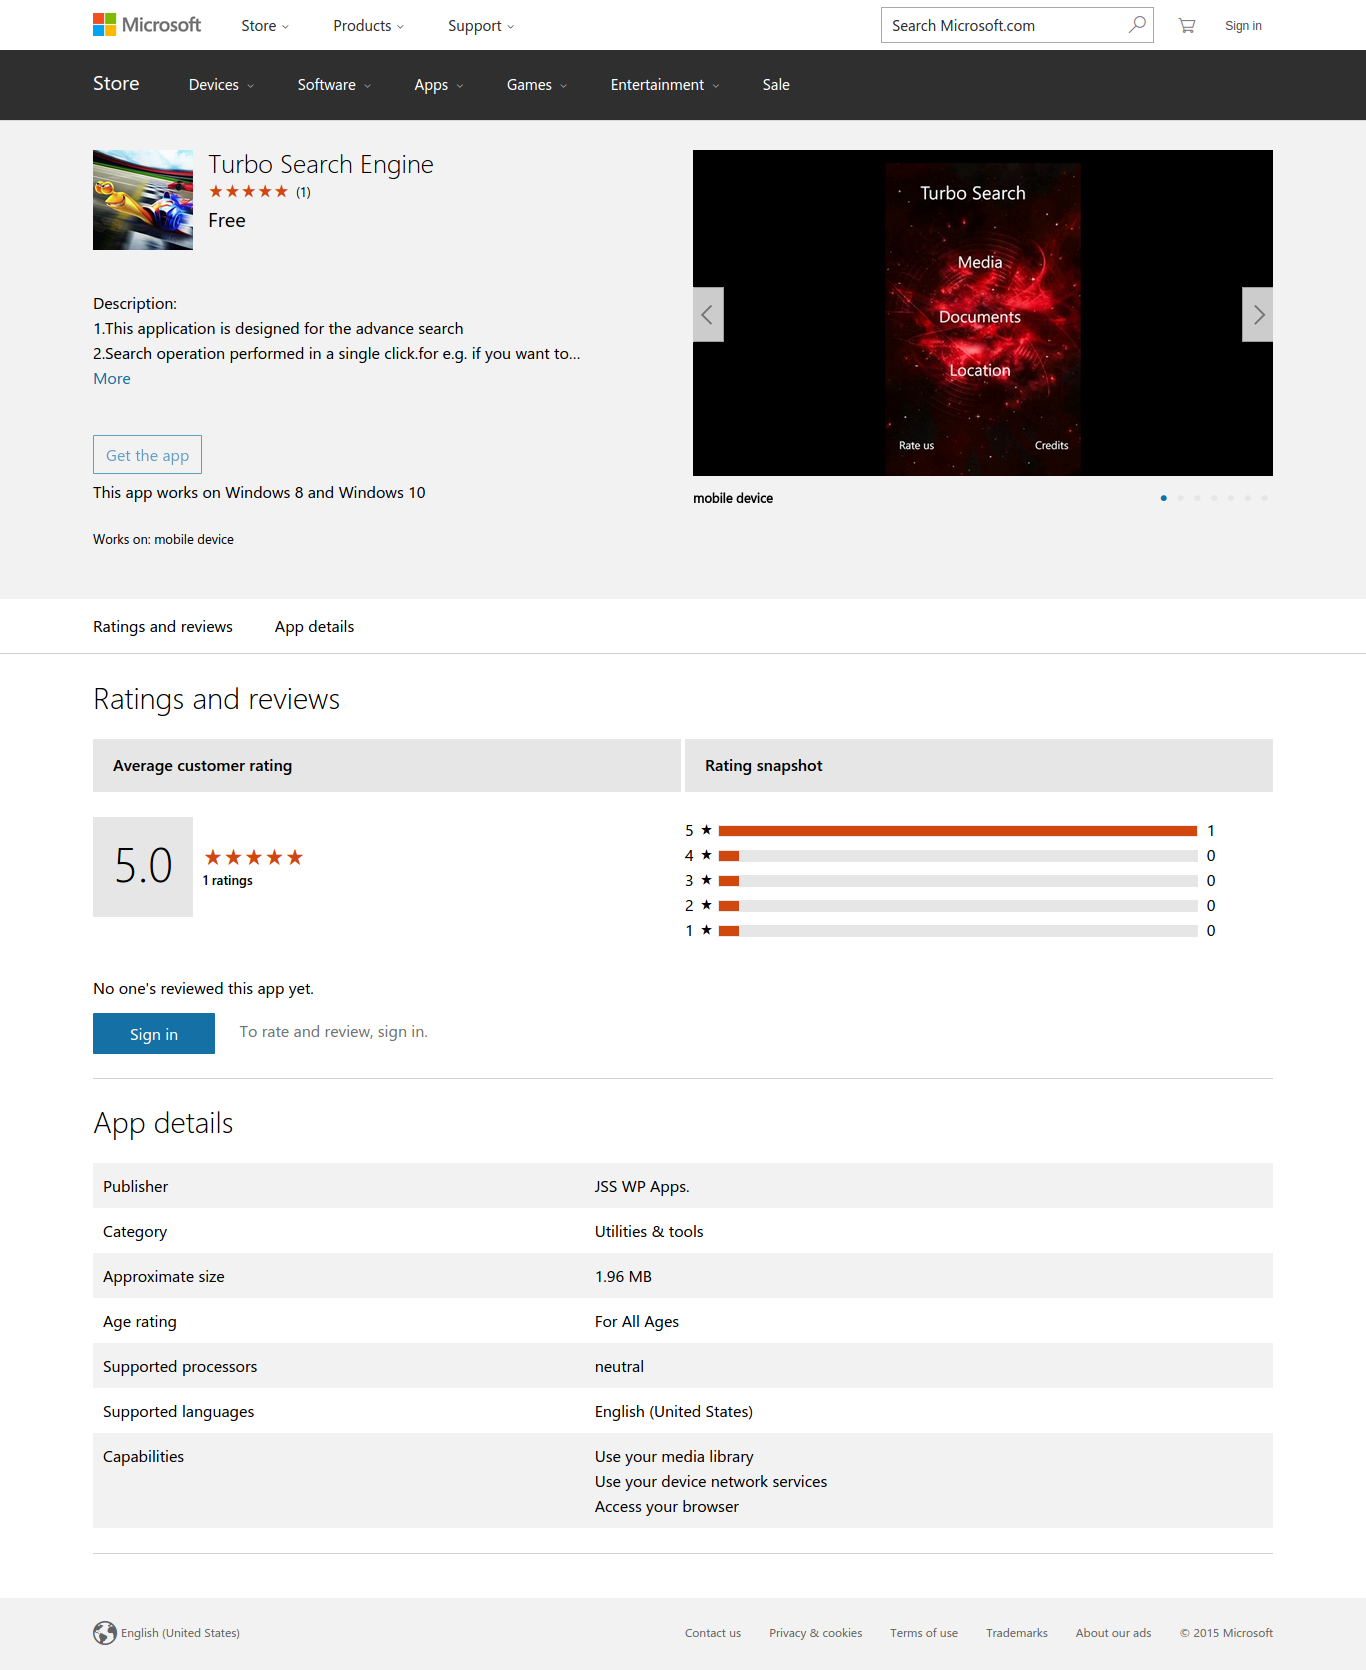 Microsoft Store Products Support Search Microsoft.com Sign in
Store Devices Software Apps Games Entertainment Sale
Turbo Search Engine
(1)
Free
Description:
1.This application is designed for the advance search
2.Search operation performed in a single click.for e.g. if you want to...
More
Get the app
This app works on Windows 8 and Windows 10
Works on: mobile device
Turbo Search
Media
Documents
Location
Rate us Credits
mobile device
Ratings and reviews App details
Ratings and reviews
Average customer rating
5.0
1 ratings
Rating snapshot
5 ★ 1
4 ★ 0
3 ★ 0
2 ★ 0
1 ★ 0
No one's reviewed this app yet.
Sign in To rate and review, sign in.
App details
Publisher JSS WP Apps.
Category Utilities & tools
Approximate size 1.96 MB
Age rating For All Ages
Supported processors neutral
Supported languages English (United States)
Capabilities Use your media library
Use your device network services
Access your browser
English (United States) Contact us Privacy & cookies Terms of use Trademarks About our ads © 2015 Microsoft